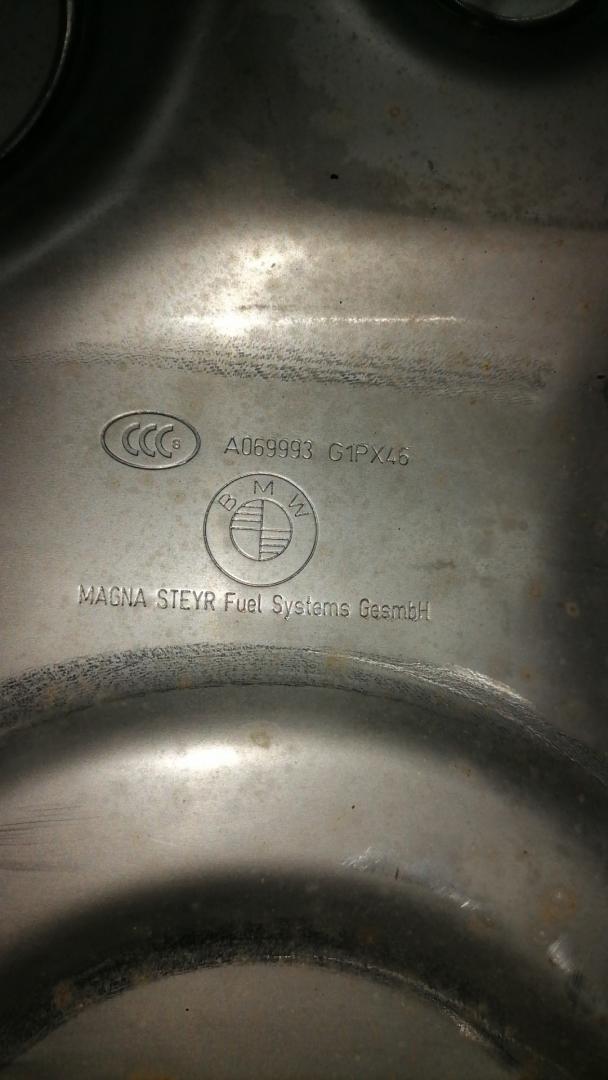 CCC S A069993 G1PX46
BMW
MAGNA STEYR Fuel Systems GesmbH